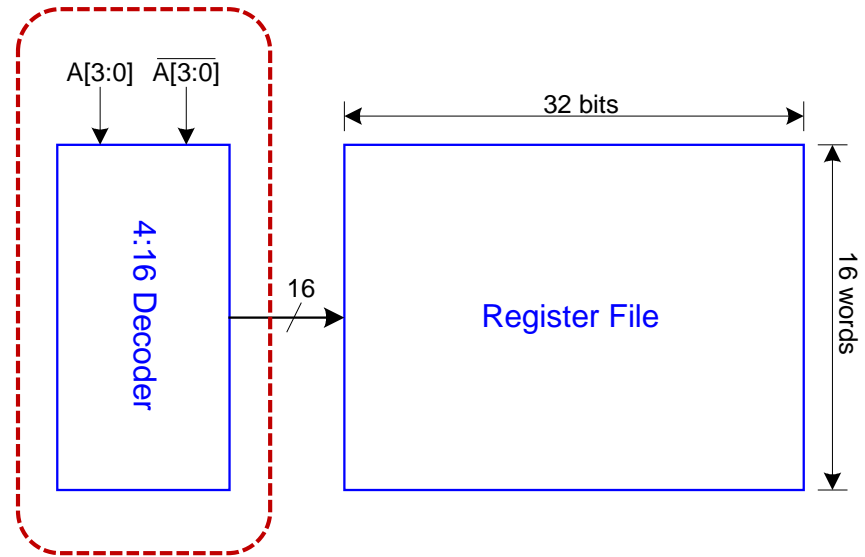 A[3:0] A̅[̅3̅:̅0̅]̅
32 bits
4:16 Decoder
16
Register File
16 words